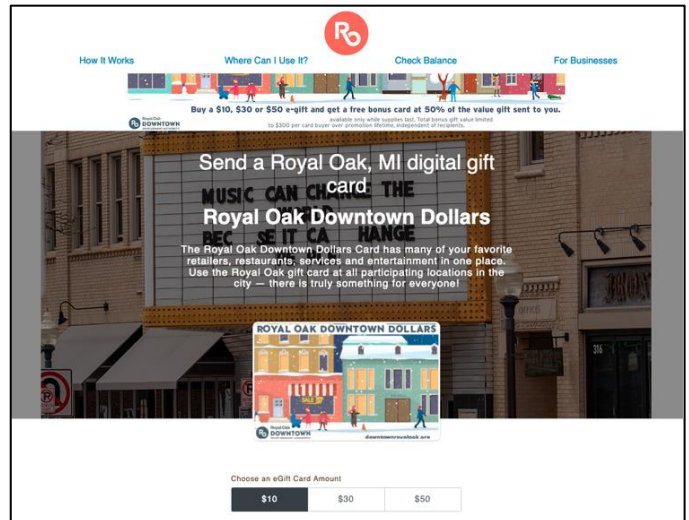 Ro
How It Works Where Can I Use It? Check Balance For Businesses
Buy a $10, $30 or $50 e-gift and get a free bonus card at 50% of the value gift sent to you.
available only while supplies last. Total bonus gift value limited
to $300 per card buyer over promotion lifetime, independent of recipients.
Ro Royal Oak
DOWNTOWN
Send a Royal Oak, MI digital gift
card
MUSIC CAN CHANGE THE
Royal Oak Downtown Dollars
BEC SE IT CA HANGE
The Royal Oak Downtown Dollars Card has many of your favorite
retailers, restaurants, services and entertainment in one place.
Use the Royal Oak gift card at all participating locations in the
city — there is truly something for everyone!
316
ROYAL OAK DOWNTOWN DOLLARS
SALE
Ro Royal Oak
DOWNTOWN
downtownroyaloak.org
Choose an eGift Card Amount
$10 $30 $50